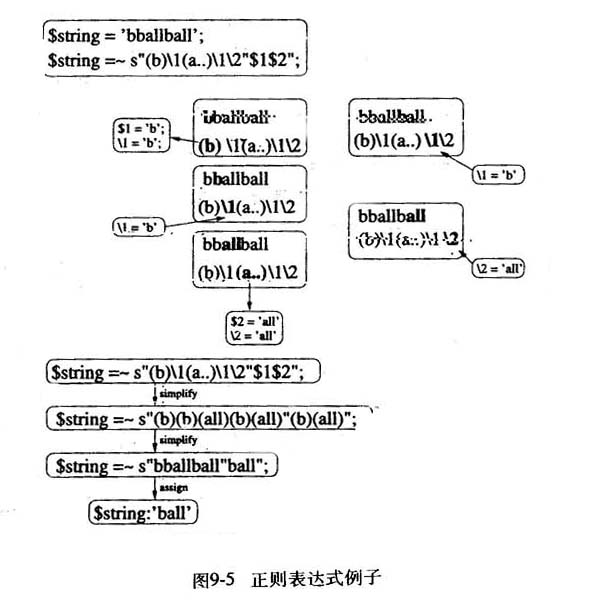 $string = 'bballball';
$string =~ s"(b)\1(a..)\1\2"$1$2";
bballball
(b) \1(a..)\1\2
$1 = 'b';
\1 = 'b';
bballball
(b)\1(a..)\1\2
\1 = 'b'
bballball
(b)\1(a..)\1\2
\1 = 'b'
bballball
(b)\1(a..)\1\2
$2 = 'all'
\2 = 'all'
bballball
(b)\1(a..)\1\2
\2 = 'all'
$string =~ s"(b)\1(a..)\1\2"$1$2";
simplify
$string =~ s"(b)(b)(all)(b)(all)"(b)(all)";
simplify
$string =~ s"bballball"ball";
assign
$string:'ball'
图9-5 正则表达式例子